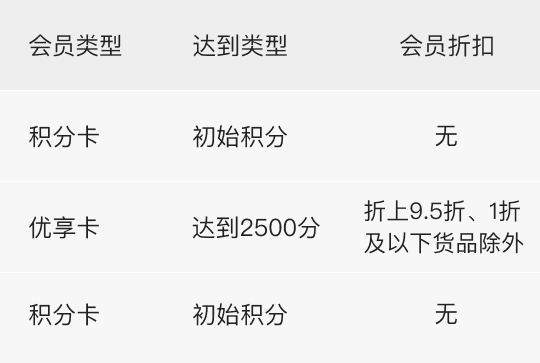 会员类型 达到类型 会员折扣
积分卡 初始积分 无
优享卡 达到2500分 折上9.5折、1折
及以下货品除外
积分卡 初始积分 无